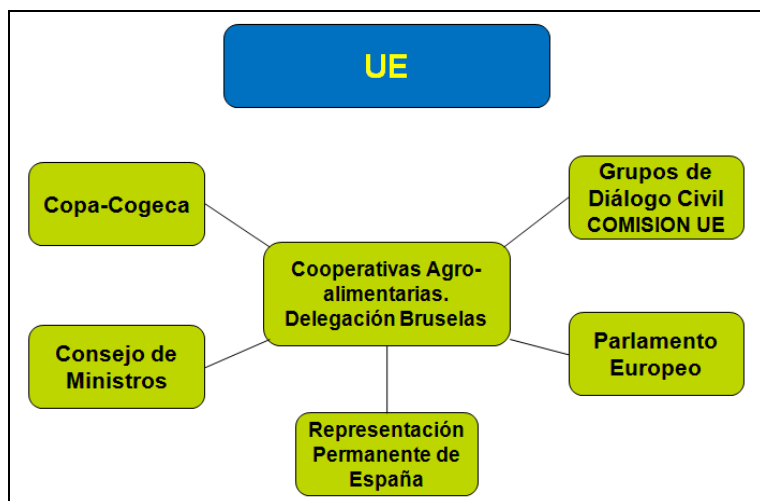 UE
Copa-Cogeca
Grupos de
Diálogo Civil
COMISION UE
Cooperativas Agro-
alimentarias.
Delegación Bruselas
Consejo de
Ministros
Parlamento
Europeo
Representación
Permanente de
España